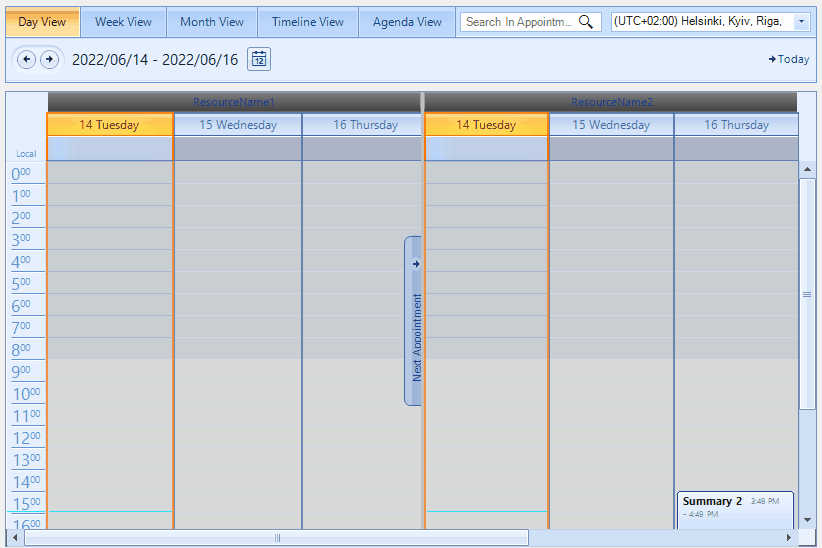 Day View Week View Month View Timeline View Agenda View Search In Appointm... (UTC+02:00) Helsinki, Kyiv, Riga,
2022/06/14 - 2022/06/16 12 Today
ResourceName1 ResourceName2
14 Tuesday 15 Wednesday 16 Thursday 14 Tuesday 15 Wednesday 16 Thursday
Local
0 00
1 00
2 00
3 00
4 00
5 00
6 00
7 00
8 00
9 00
10 00
11 00
12 00
13 00
14 00
15 00
16 00
Next Appointment
Summary 2 3:49 PM
- 4:49 PM